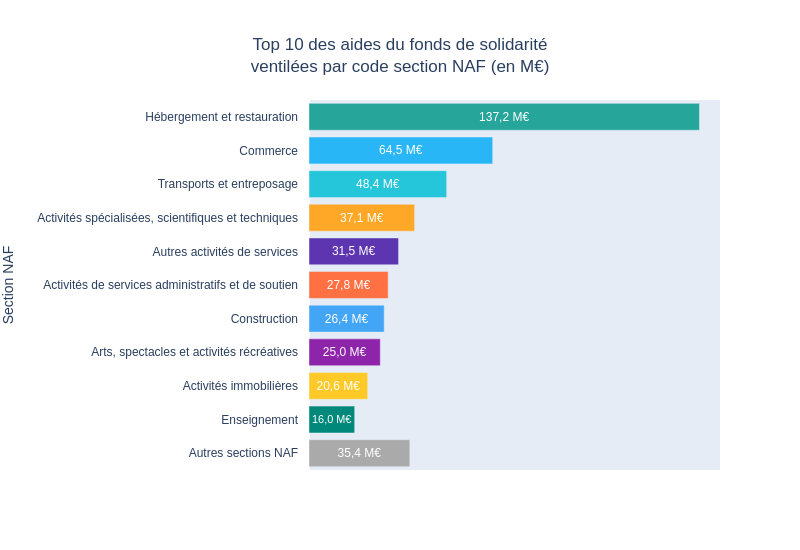 Top 10 des aides du fonds de solidarité
ventilées par code section NAF (en M€)
Section NAF
Hébergement et restauration 137,2 M€
Commerce 64,5 M€
Transports et entreposage 48,4 M€
Activités spécialisées, scientifiques et techniques 37,1 M€
Autres activités de services 31,5 M€
Activités de services administratifs et de soutien 27,8 M€
Construction 26,4 M€
Arts, spectacles et activités récréatives 25,0 M€
Activités immobilières 20,6 M€
Enseignement 16,0 M€
Autres sections NAF 35,4 M€